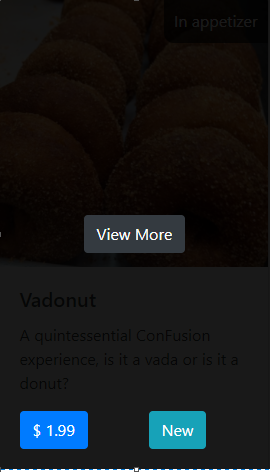 In appetizer
View More
Vadonut
A quintessential ConFusion
experience, is it a vada or is it a
donut?
$ 1.99
New